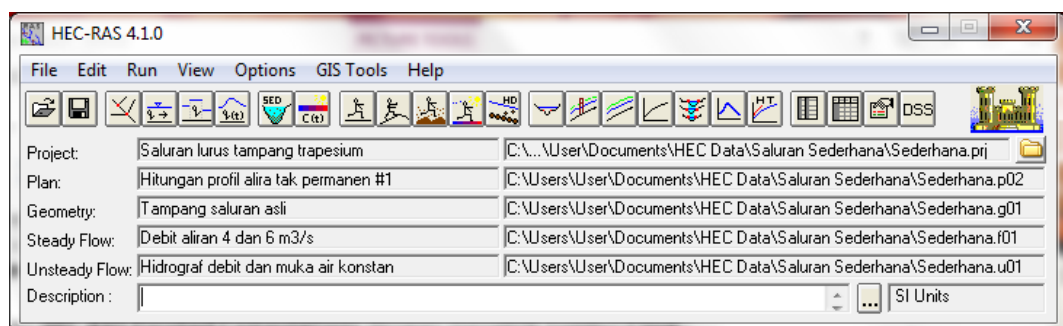 HEC-RAS 4.1.0
File Edit Run View Options GIS Tools Help
SED C(t) HD HT DSS
Project: Saluran lurus tampang trapesium C:\...\User\Documents\HEC Data\Saluran Sederhana\Sederhana.prj
Plan: Hitungan profil alira tak permanen #1 C:\Users\User\Documents\HEC Data\Saluran Sederhana\Sederhana.p02
Geometry: Tampang saluran asli C:\Users\User\Documents\HEC Data\Saluran Sederhana\Sederhana.g01
Steady Flow: Debit aliran 4 dan 6 m3/s C:\Users\User\Documents\HEC Data\Saluran Sederhana\Sederhana.f01
Unsteady Flow: Hidrograf debit dan muka air konstan C:\Users\User\Documents\HEC Data\Saluran Sederhana\Sederhana.u01
Description : ... SI Units